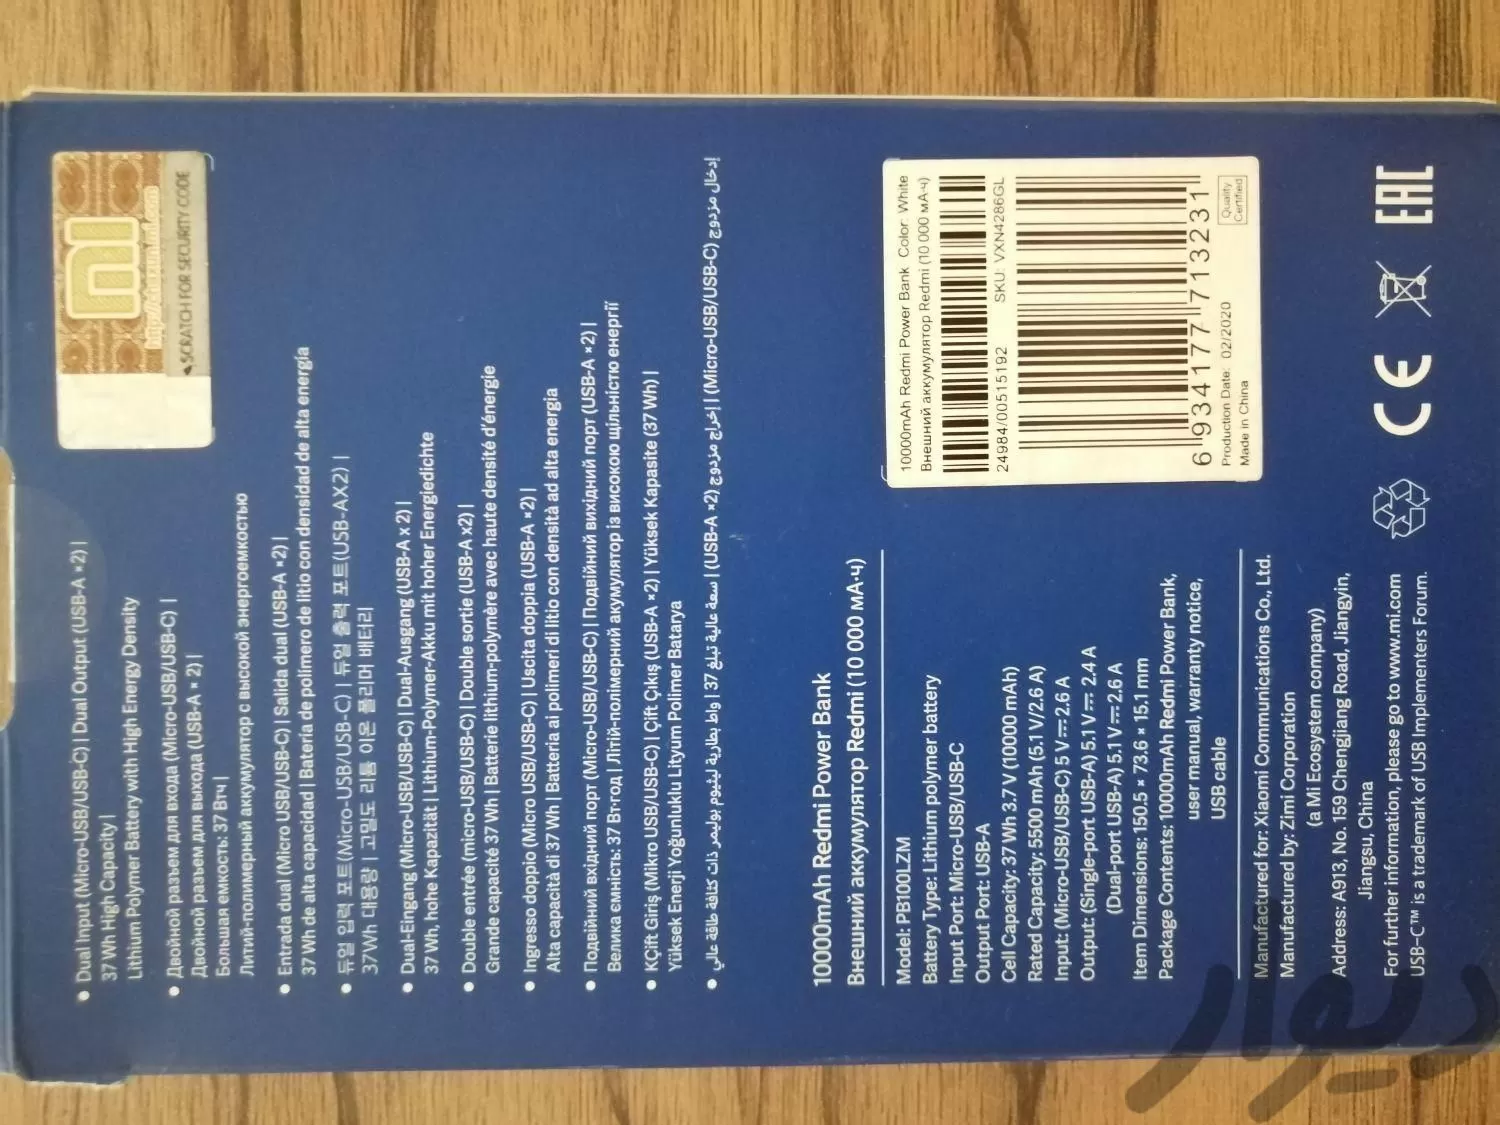 MI
SCRATCH FOR SECURITY CODE
• Dual Input (Micro-USB/USB-C) | Dual Output (USB-A ×2) |
37 Wh High Capacity |
Lithium Polymer Battery with High Energy Density
• Двойной разъем для входа (Micro-USB/USB-C) |
Двойной разъем для выхода (USB-A × 2) |
Большая емкость: 37 Втч |
Литий-полимерный аккумулятор с высокой энергоемкостью
• Entrada dual (Micro USB/USB-C) | Salida dual (USB-A ×2) |
37 Wh de alta capacidad | Batería de polímero de litio con densidad de alta energía
• 듀얼 입력 포트(Micro-USB/USB-C) | 듀얼 출력 포트(USB-AX2) |
37Wh 대용량 | 고밀도 리튬 이온 폴리머 배터리
• Dual-Eingang (Micro-USB/USB-C) | Dual-Ausgang (USB-A x 2) |
37 Wh, hohe Kapazität | Lithium-Polymer-Akku mit hoher Energiedichte
• Double entrée (micro-USB/USB-C) | Double sortie (USB-A x2) |
Grande capacité 37 Wh | Batterie lithium-polymère avec haute densité d'énergie
• Ingresso doppio (Micro USB/USB-C) | Uscita doppia (USB-A ×2) |
Alta capacità di 37 Wh | Batteria ai polimeri di litio con densità ad alta energia
• Подвійний вхідний порт (Micro-USB/USB-C) | Подвійний вихідний порт (USB-A ×2) |
Велика ємність: 37 Вт·год | Літій-полімерний акумулятор із високою щільністю енергії
• KÇift Giriş (Mikro USB/USB-C) | Çift Çıkış (USB-A ×2) | Yüksek Kapasite (37 Wh) |
Yüksek Enerji Yoğunluklu Lityum Polimer Batarya
• إدخال مزدوج (Micro-USB/USB-C) | إخراج مزدوج (USB-A ×2) | سعة عالية تبلغ 37 واط | بطارية ليثيوم بوليمر ذات كثافة طاقة عالي
10000mAh Redmi Power Bank
Внешний аккумулятор Redmi (10 000 мА·ч)
Model: PB100LZM
Battery Type: Lithium polymer battery
Input Port: Micro-USB/USB-C
Output Port: USB-A
Cell Capacity: 37 Wh 3.7 V (10000 mAh)
Rated Capacity: 5500 mAh (5.1 V/2.6 A)
Input: (Micro-USB/USB-C) 5 V⎓2.6 A
Output: (Single-port USB-A) 5.1 V⎓ 2.4 A
(Dual-port USB-A) 5.1 V⎓2.6 A
Item Dimensions: 150.5 × 73.6 × 15.1 mm
Package Contents: 10000mAh Redmi Power Bank,
user manual, warranty notice,
USB cable
Manufactured for: Xiaomi Communications Co., Ltd.
Manufactured by: Zimi Corporation
(a Mi Ecosystem company)
Address: A913, No. 159 Chengjiang Road, Jiangyin,
Jiangsu, China
For further information, please go to www.mi.com
USB-C™ is a trademark of USB Implementers Forum.
10000mAh Redmi Power Bank Color: White
Внешний аккумулятор Redmi (10 000 мА·ч)
24984/00515192 SKU: VXN4286GL
6 934177 713231
Production Date: 02/2020
Made in China
Quality
Certified
CE
EAC
دیوار